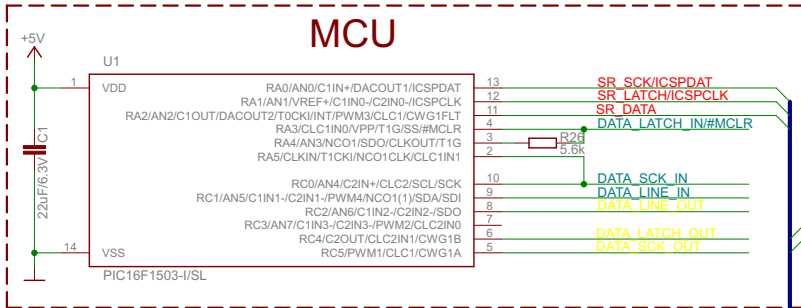 MCU
+5V
U1
1 VDD RA0/AN0/C1IN+/DACOUT1/ICSPDAT 13 SR_SCK/ICSPDAT
RA1/AN1/VREF+/C1IN0-/C2IN0-/ICSPCLK 12 SR_LATCH/ICSPCLK
RA2/AN2/C1OUT/DACOUT2/T0CKI/INT/PWM3/CLC1/CWG1FLT 11 SR_DATA
RA3/CLC1IN0/VPP/T1G/SS/#MCLR 4 DATA_LATCH_IN/#MCLR
RA4/AN3/NCO1/SDO/CLKOUT/T1G 3 R26
RA5/CLKIN/T1CKI/NCO1CLK/CLC1IN1 2 5.6k
C1
22uF/6.3V
RC0/AN4/C2IN+/CLC2/SCL/SCK 10 DATA_SCK_IN
RC1/AN5/C1IN1-/C2IN1-/PWM4/NCO1(1)/SDA/SDI 9 DATA_LINE_IN
RC2/AN6/C1IN2-/C2IN2-/SDO 8 DATA_LINE_OUT
RC3/AN7/C1IN3-/C2IN3-/PWM2/CLC2IN0 7
RC4/C2OUT/CLC2IN1/CWG1B 6 DATA_LATCH_OUT
14 VSS RC5/PWM1/CLC1/CWG1A 5 DATA_SCK_OUT
PIC16F1503-I/SL